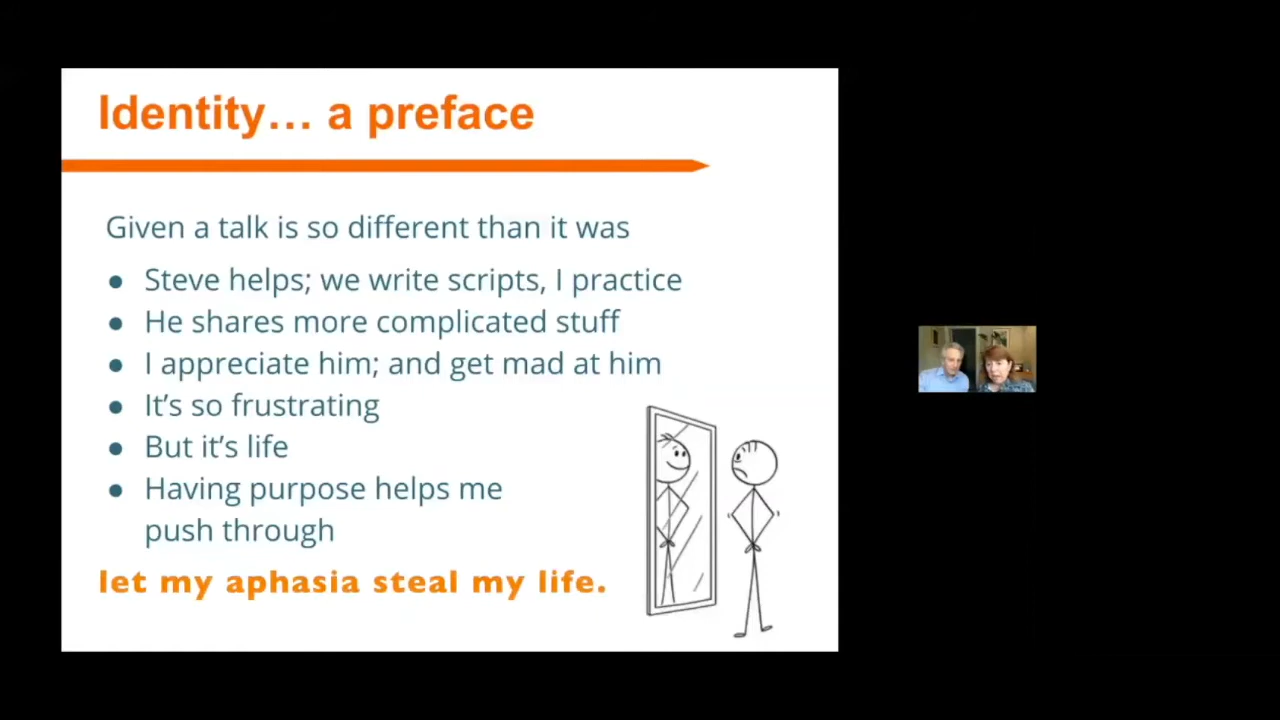 Identity... a preface
Given a talk is so different than it was
● Steve helps; we write scripts, I practice
● He shares more complicated stuff
● I appreciate him; and get mad at him
● It's so frustrating
● But it's life
● Having purpose helps me
push through
let my aphasia steal my life.